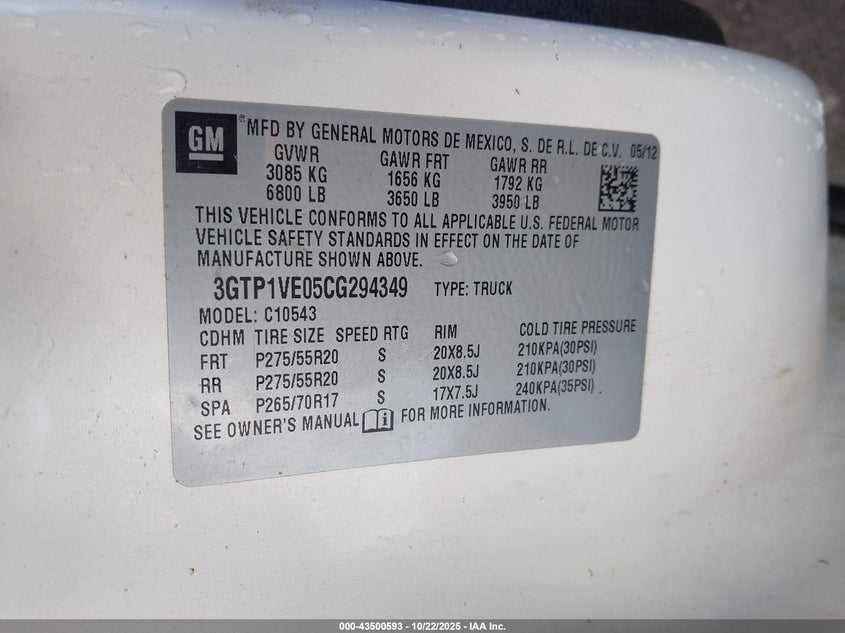 GM ® MFD BY GENERAL MOTORS DE MEXICO, S. DE R.L. DE C.V. 05/12
GVWR GAWR FRT GAWR RR
3085 KG 1656 KG 1792 KG
6800 LB 3650 LB 3950 LB
THIS VEHICLE CONFORMS TO ALL APPLICABLE U.S. FEDERAL MOTOR
VEHICLE SAFETY STANDARDS IN EFFECT ON THE DATE OF
MANUFACTURE SHOWN ABOVE.
3GTP1VE05CG294349 TYPE: TRUCK
MODEL: C10543
CDHM TIRE SIZE SPEED RTG RIM COLD TIRE PRESSURE
FRT P275/55R20 S 20X8.5J 210KPA(30PSI)
RR P275/55R20 S 20X8.5J 210KPA(30PSI)
SPA P265/70R17 S 17X7.5J 240KPA(35PSI)
SEE OWNER'S MANUAL i FOR MORE INFORMATION.
000-43500593 - 10/22/2025 - IAA Inc.